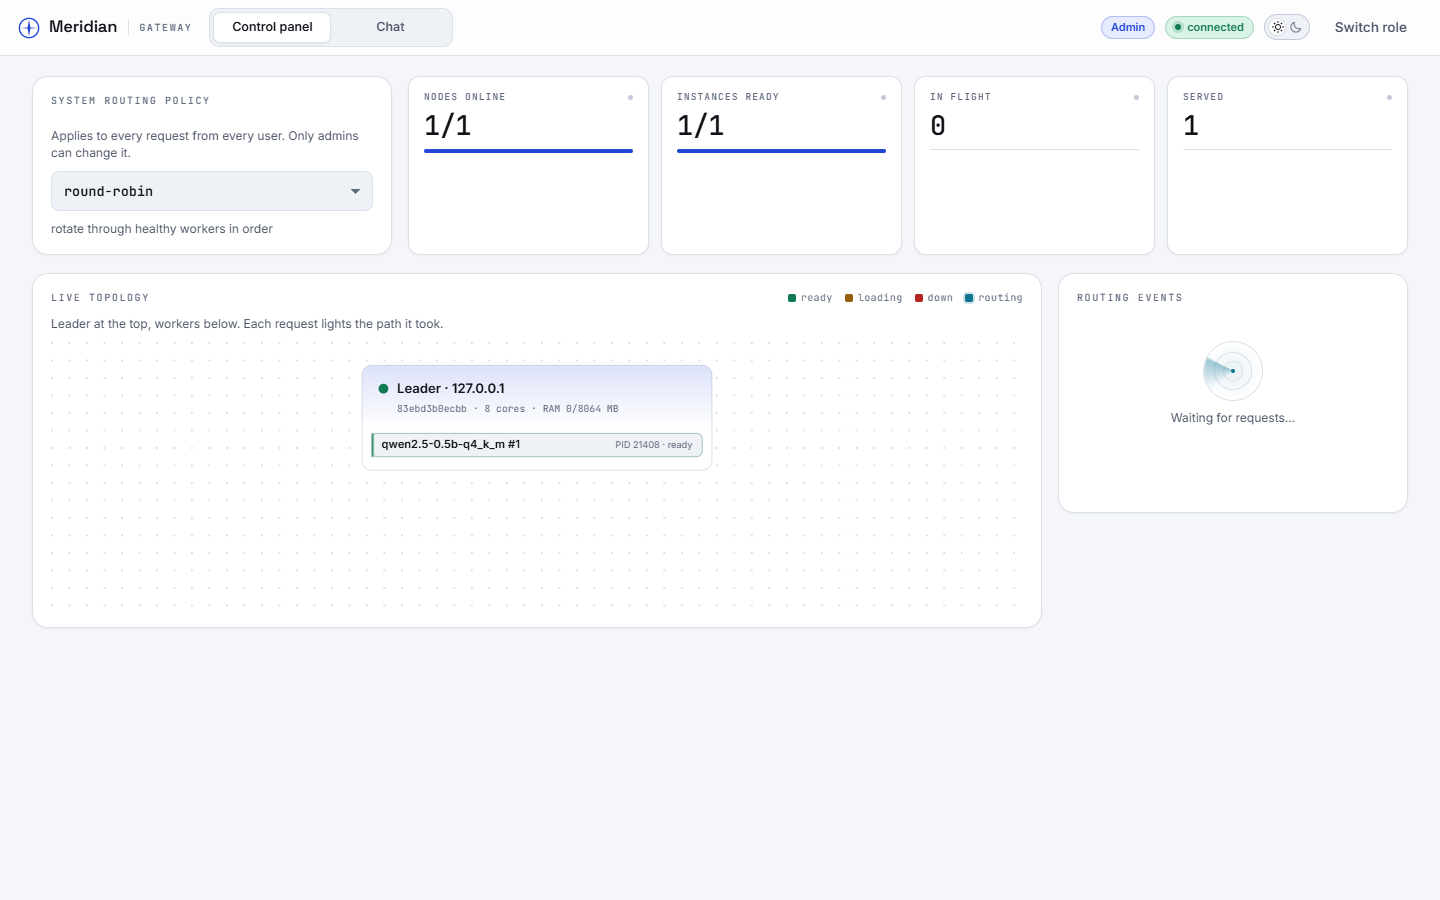 Meridian GATEWAY Control panel Chat Admin connected Switch role
SYSTEM ROUTING POLICY
Applies to every request from every user. Only admins
can change it.
round-robin
rotate through healthy workers in order
NODES ONLINE
1/1
INSTANCES READY
1/1
IN FLIGHT
0
SERVED
1
LIVE TOPOLOGY
ready loading down routing
Leader at the top, workers below. Each request lights the path it took.
Leader · 127.0.0.1
83ebd3b0ecbb · 8 cores · RAM 0/8064 MB
qwen2.5-0.5b-q4_k_m #1 PID 21408 · ready
ROUTING EVENTS
Waiting for requests…